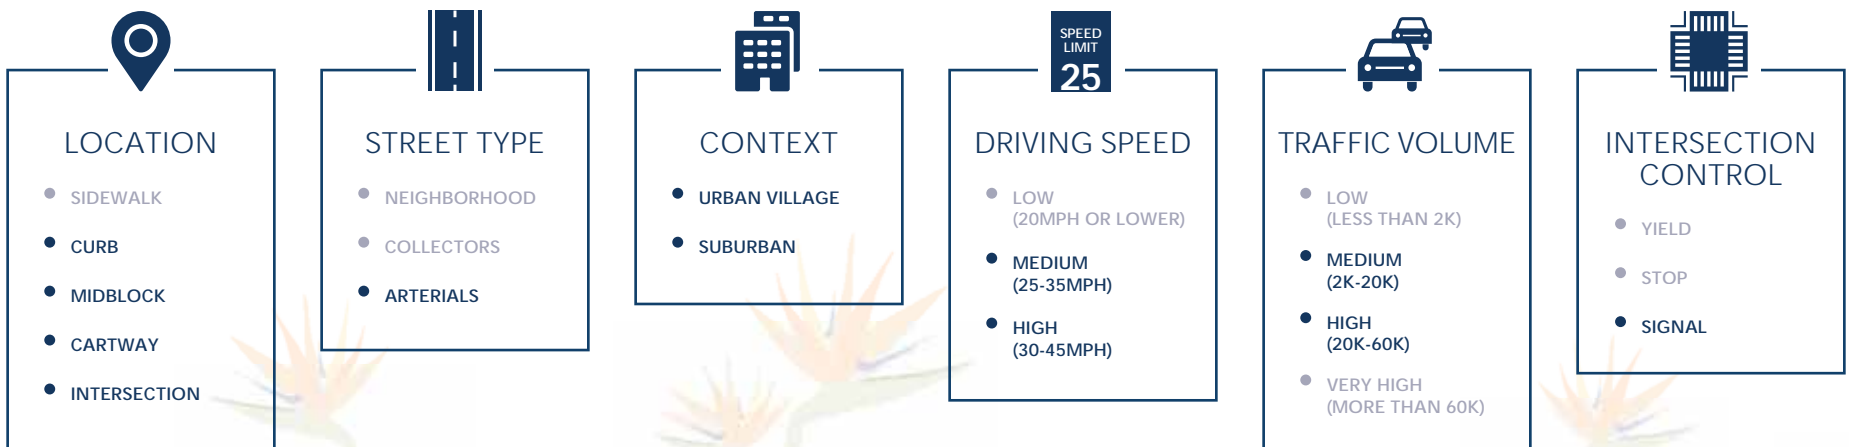 LOCATION
SIDEWALK
CURB
MIDBLOCK
CARTWAY
INTERSECTION
STREET TYPE
NEIGHBORHOOD
COLLECTORS
ARTERIALS
CONTEXT
URBAN VILLAGE
SUBURBAN
SPEED
LIMIT
25
DRIVING SPEED
LOW
(20MPH OR LOWER)
MEDIUM
(25-35MPH)
HIGH
(30-45MPH)
TRAFFIC VOLUME
LOW
(LESS THAN 2K)
MEDIUM
(2K-20K)
HIGH
(20K-60K)
VERY HIGH
(MORE THAN 60K)
INTERSECTION
CONTROL
YIELD
STOP
SIGNAL